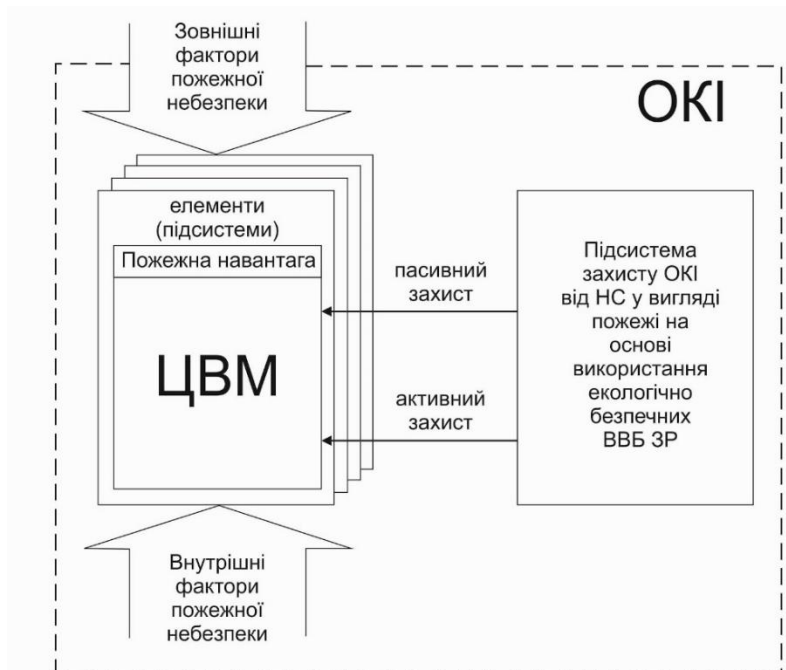 Зовнішні
фактори
пожежної
небезпеки
ОКІ
елементи
(підсистеми)
Пожежна навантага
ЦВМ
пасивний
захист
активний
захист
Підсистема
захисту ОКІ
від НС у вигляді
пожежі на
основі
використання
екологічно
безпечних
ВВБ ЗР
Внутрішні
фактори
пожежної
небезпеки